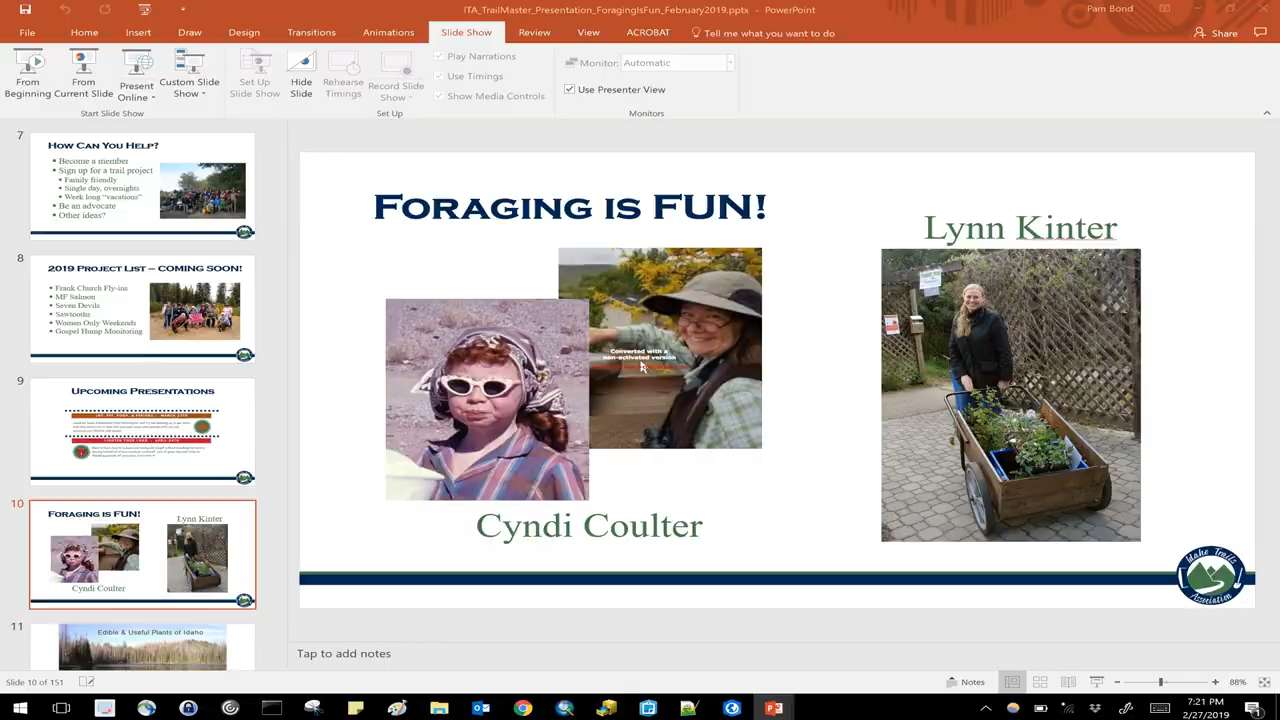 ITA_TrailMaster_Presentation_ForagingIsFun_February2019.pptx - PowerPoint
Pam Bond
File
Home
Insert
Draw
Design
Transitions
Animations
Slide Show
Review
View
ACROBAT
Tell me what you want to do
Share
From
Beginning
From
Current Slide
Present
Online
Custom Slide
Show
Set Up
Slide Show
Hide
Slide
Rehearse
Timings
Record Slide
Show
Play Narrations
Use Timings
Show Media Controls
Monitor:
Automatic
Use Presenter View
Start Slide Show
Set Up
Monitors
7
How Can You Help?
Become a member
Sign up for a trail project
Family friendly
Single day, overnights
Week long "vacations"
Be an advocate
Other ideas?
8
2019 Project List – COMING SOON!
Frank Church Fly-ins
MF Salmon
Seven Devils
Sawtooths
Women Only Weekends
Gospel Hump Monitoring
9
Upcoming Presentations
10
Foraging is FUN!
Lynn Kinter
Cyndi Coulter
11
Edible & Useful Plants of Idaho
Foraging is FUN!
Lynn Kinter
Converted with a
non-activated version
Cyndi Coulter
Idaho Trails
Association
Tap to add notes
Slide 10 of 151
Notes
88%
7:21 PM
2/27/2019